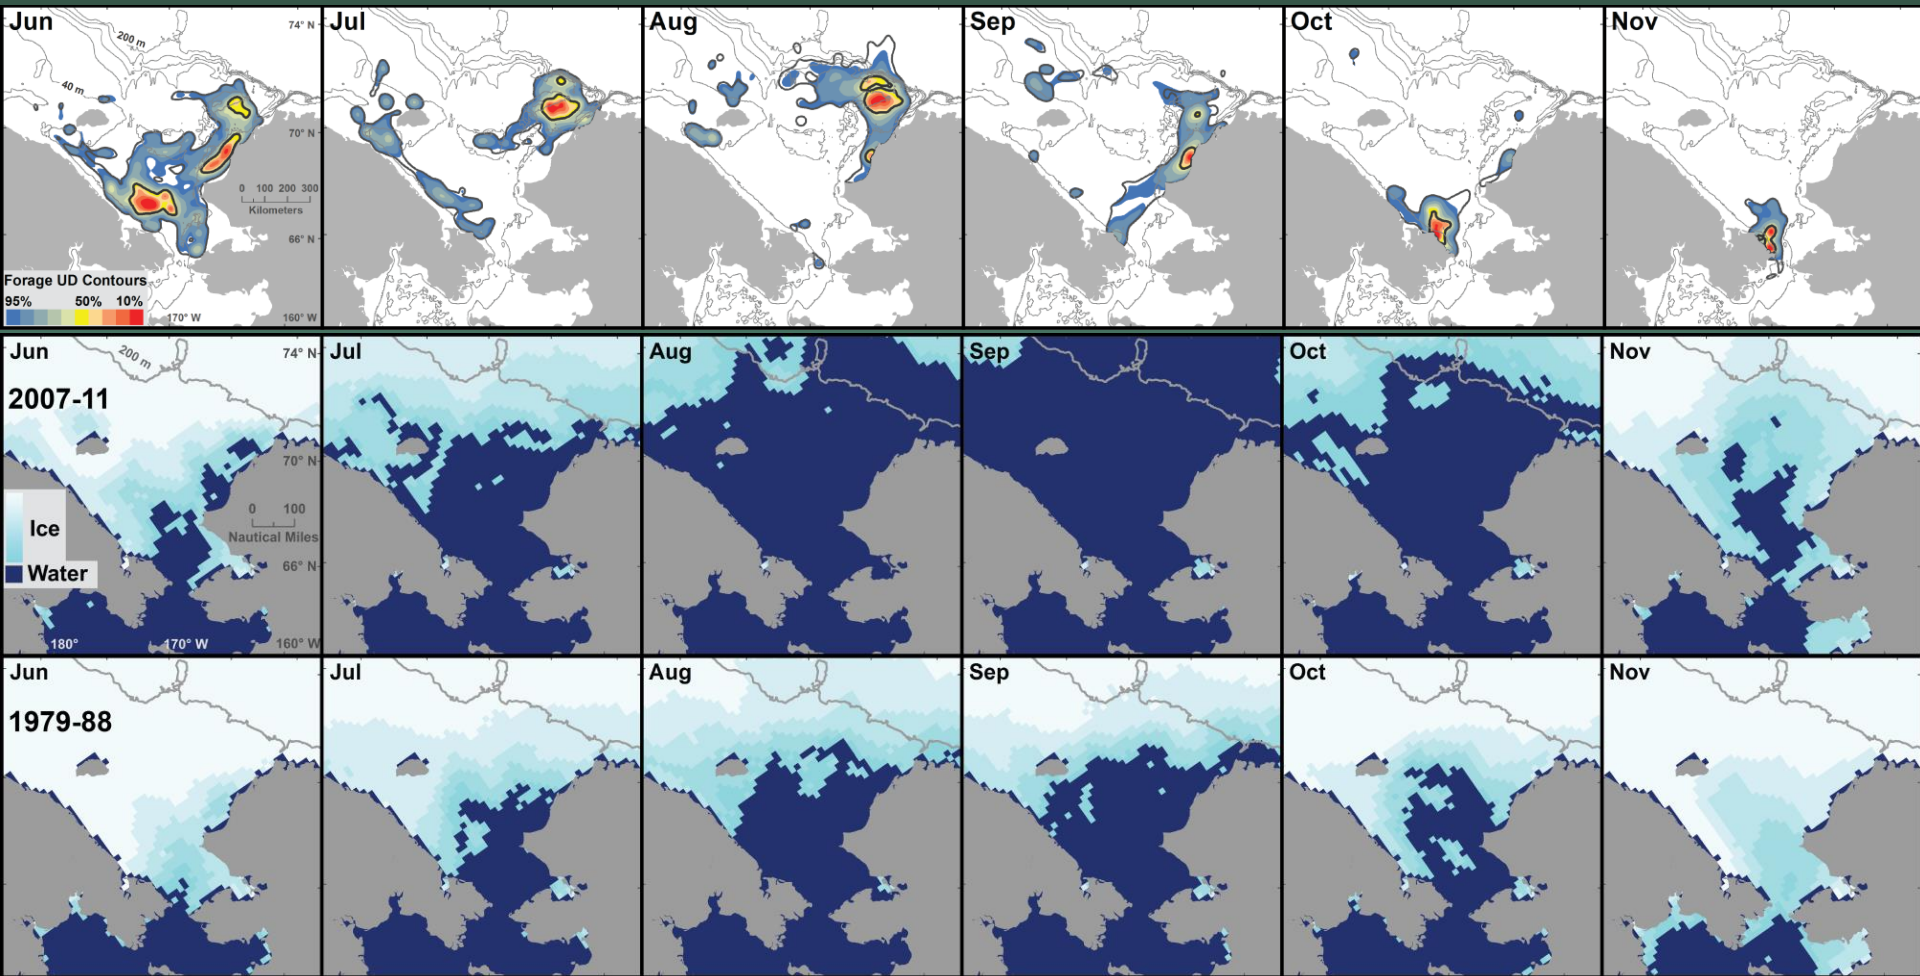 Jun
Jul
Aug
Sep
Oct
Nov
74° N
200 m
40 m
70° N
0 100 200 300
Kilometers
66° N
Forage UD Contours
95% 50% 10%
170° W
160° W
Jun
Jul
Aug
Sep
Oct
Nov
200 m
74° N
2007-11
70° N
0 100
Nautical Miles
Ice
Water
66° N
180°
170° W
160° W
Jun
Jul
Aug
Sep
Oct
Nov
1979-88